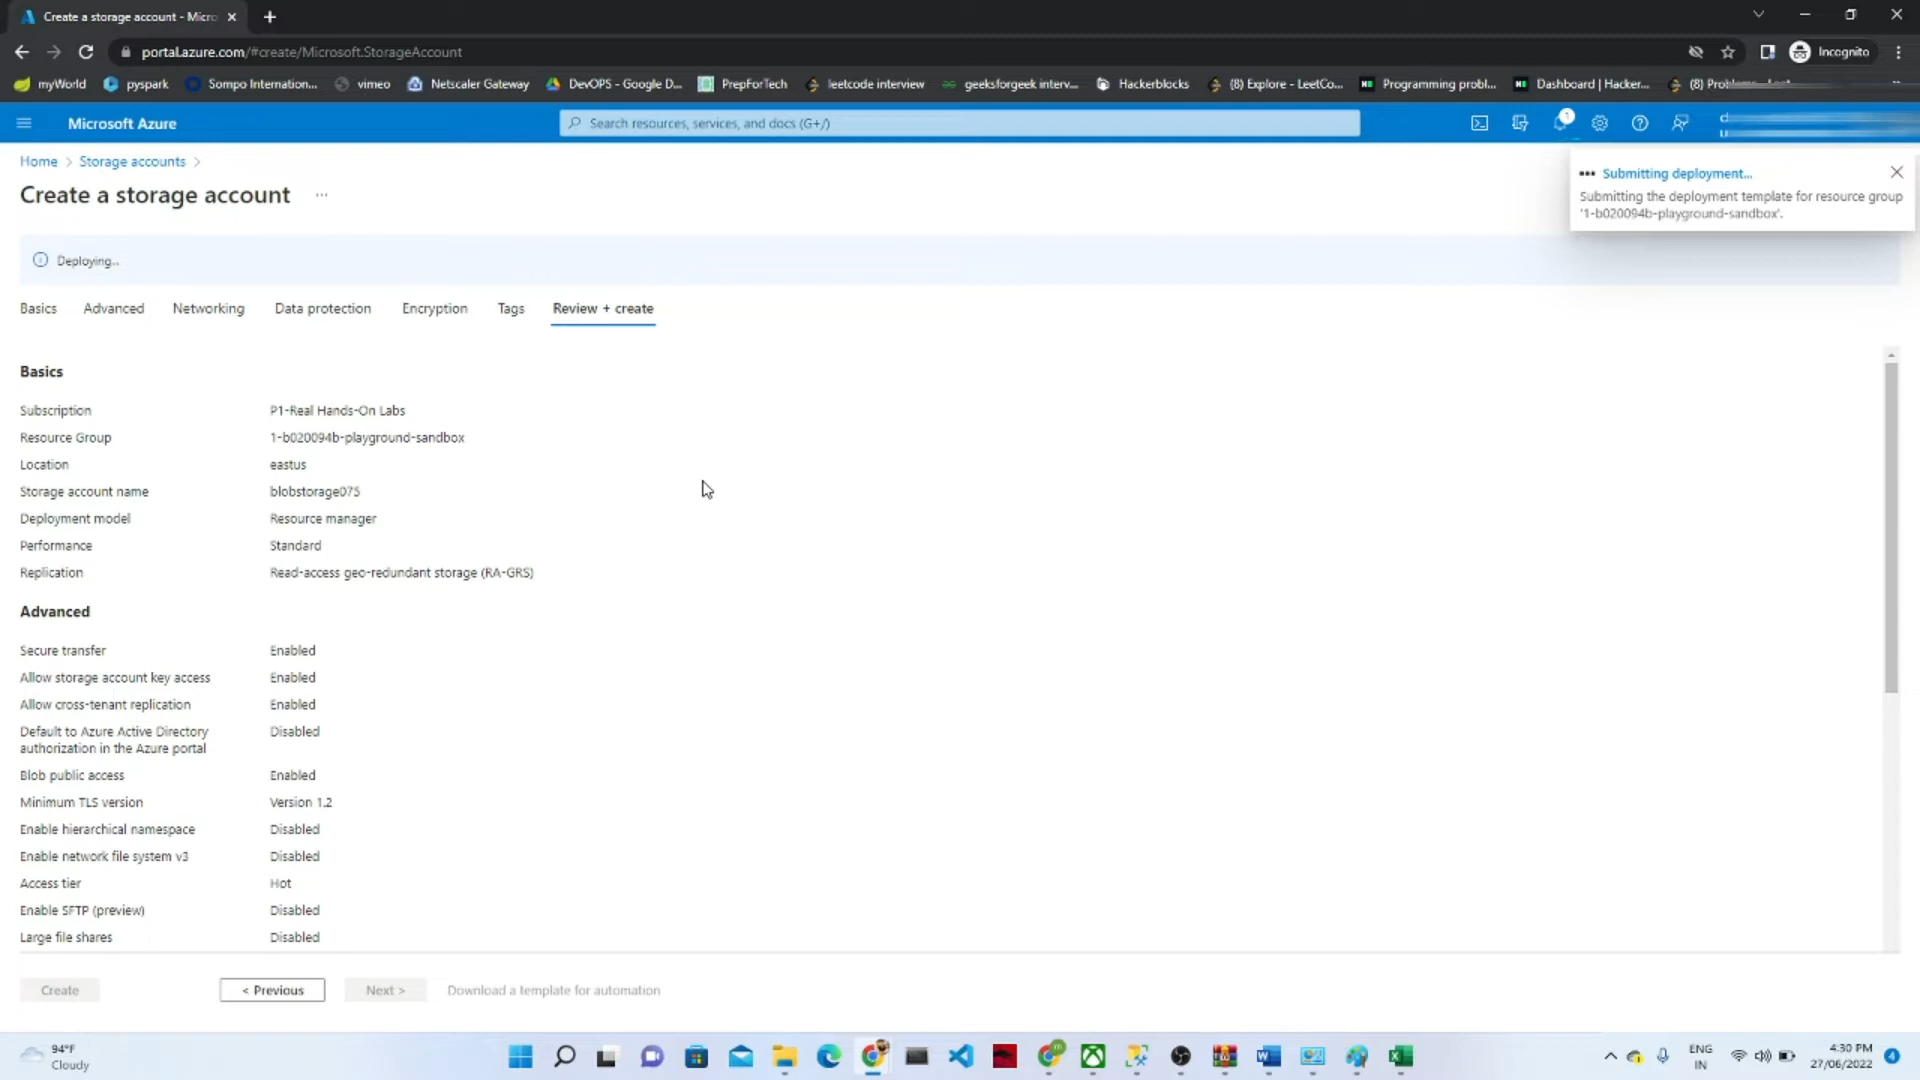 Create a storage account - Micro
portal.azure.com/#create/Microsoft.StorageAccount
Incognito
myWorld
pyspark
Sompo Internation...
vimeo
Netscaler Gateway
DevOPS - Google D...
PrepForTech
leetcode interview
geeksforgeek interv...
Hackerblocks
(8) Explore - LeetCo...
Programming probl...
Dashboard | Hacker...
Microsoft Azure
Search resources, services, and docs (G+/)
1
Home > Storage accounts >
Create a storage account ...
Submitting deployment...
Submitting the deployment template for resource group
'1-b020094b-playground-sandbox'.
Deploying...
Basics Advanced Networking Data protection Encryption Tags Review + create
Basics
Subscription P1-Real Hands-On Labs
Resource Group 1-b020094b-playground-sandbox
Location eastus
Storage account name blobstorage075
Deployment model Resource manager
Performance Standard
Replication Read-access geo-redundant storage (RA-GRS)
Advanced
Secure transfer Enabled
Allow storage account key access Enabled
Allow cross-tenant replication Enabled
Default to Azure Active Directory Disabled
authorization in the Azure portal
Blob public access Enabled
Minimum TLS version Version 1.2
Enable hierarchical namespace Disabled
Enable network file system v3 Disabled
Access tier Hot
Enable SFTP (preview) Disabled
Large file shares Disabled
Create < Previous Next > Download a template for automation
94°F
Cloudy
ENG
IN
4:30 PM
27/06/2022
4